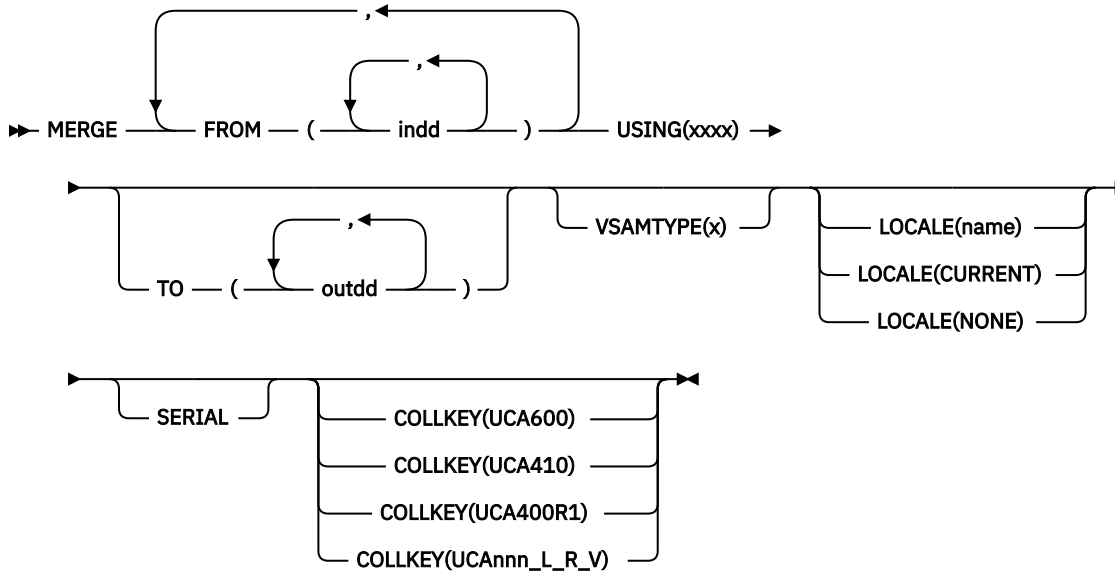 ,
,
MERGE FROM ( indd ) USING(xxxx)
,
TO ( outdd ) VSAMTYPE(x) LOCALE(name)
LOCALE(CURRENT)
LOCALE(NONE)
SERIAL COLLKEY(UCA600)
COLLKEY(UCA410)
COLLKEY(UCA400R1)
COLLKEY(UCAnnn_L_R_V)